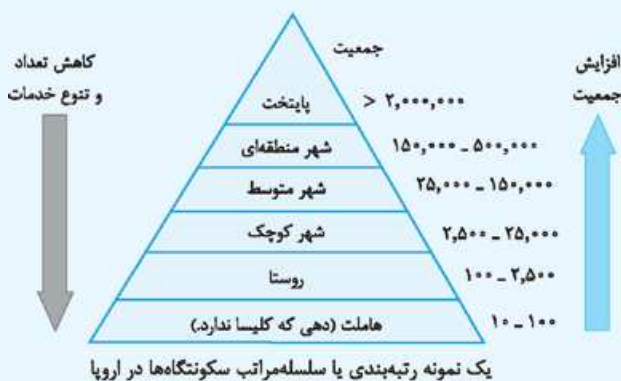 جمعیت
کاهش تعداد
و تنوع خدمات
افزایش
جمعیت
پایتخت
> ۲,۰۰۰,۰۰۰
شهر منطقه‌ای
۱۵۰,۰۰۰ – ۵۰۰,۰۰۰
شهر متوسط
۲۵,۰۰۰ – ۱۵۰,۰۰۰
شهر کوچک
۲,۵۰۰ – ۲۵,۰۰۰
روستا
۱۰۰ – ۲,۵۰۰
هاملت (دهی که کلیسا ندارد.)
۱۰ – ۱۰۰
یک نمونه رتبه‌بندی یا سلسله‌مراتب سکونتگاه‌ها در اروپا